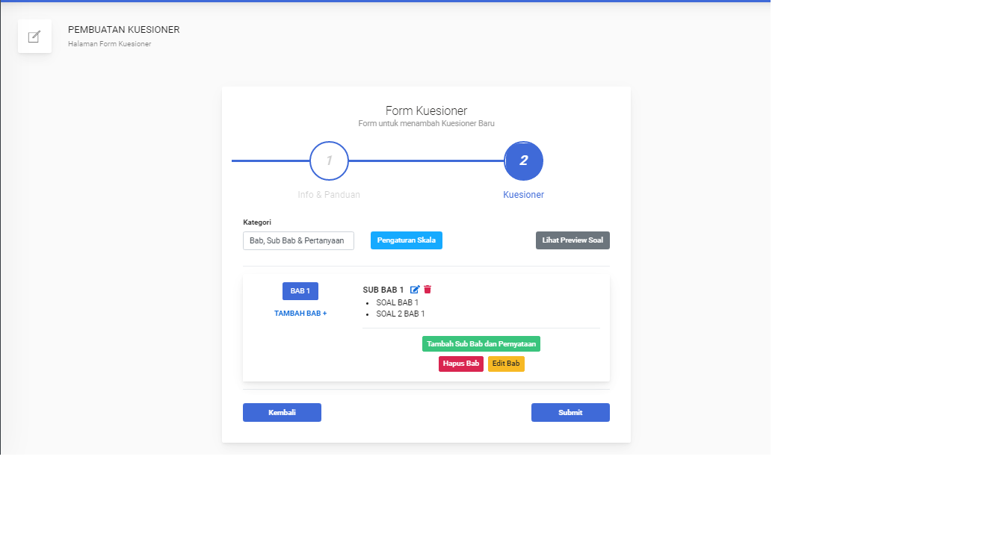 PEMBUATAN KUESIONER
Halaman Form Kuesioner
Form Kuesioner
Form untuk menambah Kuesioner Baru
1
2
Info & Panduan
Kuesioner
Kategori
Bab, Sub Bab & Pertanyaan
Pengaturan Skala
Lihat Preview Soal
BAB 1
TAMBAH BAB +
SUB BAB 1
• SOAL BAB 1
• SOAL 2 BAB 1
Tambah Sub Bab dan Pernyataan
Hapus Bab
Edit Bab
Kembali
Submit